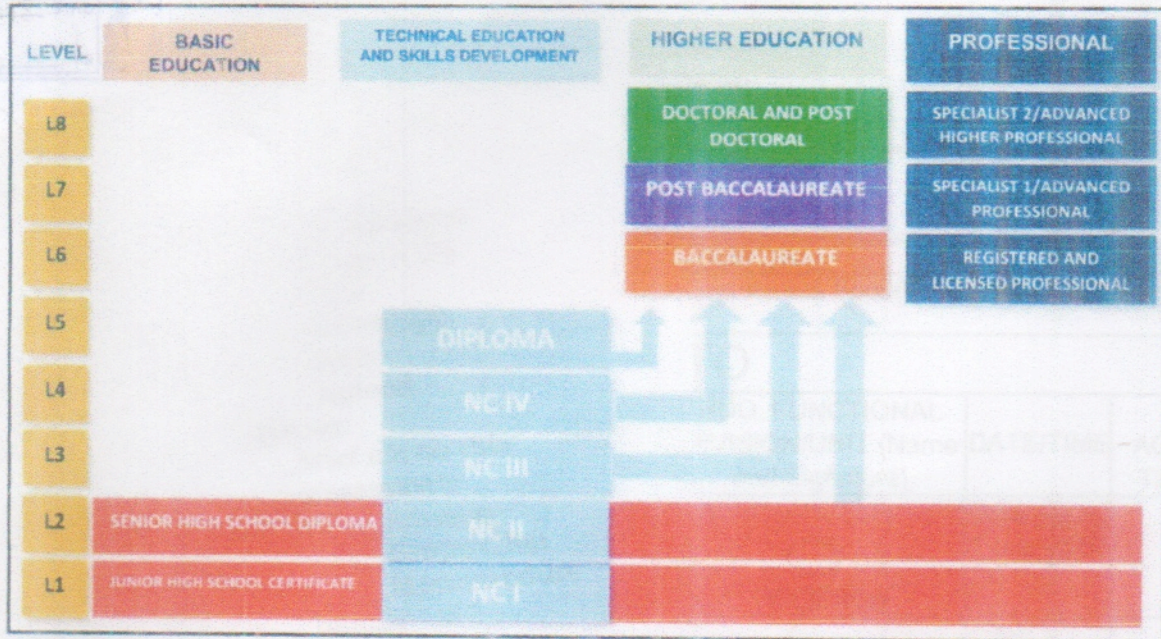 LEVEL
BASIC
EDUCATION
TECHNICAL EDUCATION
AND SKILLS DEVELOPMENT
HIGHER EDUCATION
PROFESSIONAL
L8
DOCTORAL AND POST
DOCTORAL
SPECIALIST 2/ADVANCED
HIGHER PROFESSIONAL
L7
POST BACCALAUREATE
SPECIALIST 1/ADVANCED
PROFESSIONAL
L6
BACCALAUREATE
REGISTERED AND
LICENSED PROFESSIONAL
L5
DIPLOMA
L4
NC IV
L3
NC III
L2
SENIOR HIGH SCHOOL DIPLOMA
NC II
L1
JUNIOR HIGH SCHOOL CERTIFICATE
NC I